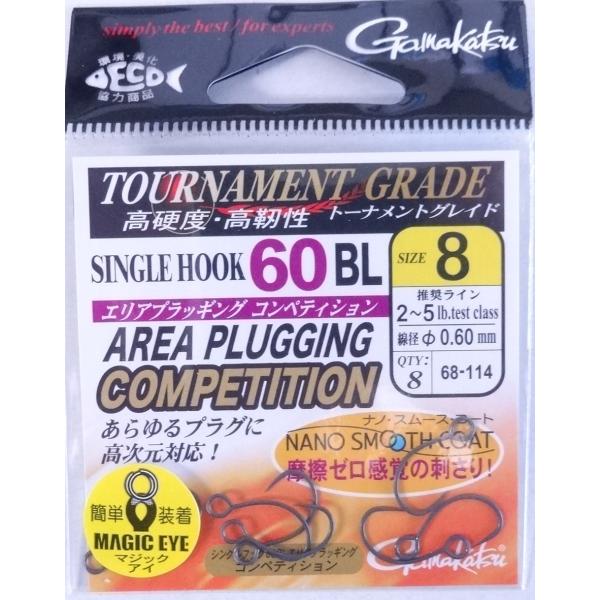 simply the best / for experts
Gamakatsu
環境・美化
ECO
協力商品
TOURNAMENT GRADE
高硬度・高靭性 トーナメントグレイド
SINGLE HOOK 60 BL
エリアプラッギング コンペティション
AREA PLUGGING
COMPETITION
あらゆるプラグに
高次元対応！
SIZE 8
推奨ライン
2～5 lb.test class
線径 Φ 0.60 mm
QTY: 8
68-114
ナノ・スムース・コート
NANO SMOOTH COAT
摩擦ゼロ感覚の刺さり！
簡単 装着
MAGIC EYE
マジック
アイ
コンペティション
Gamakatsu